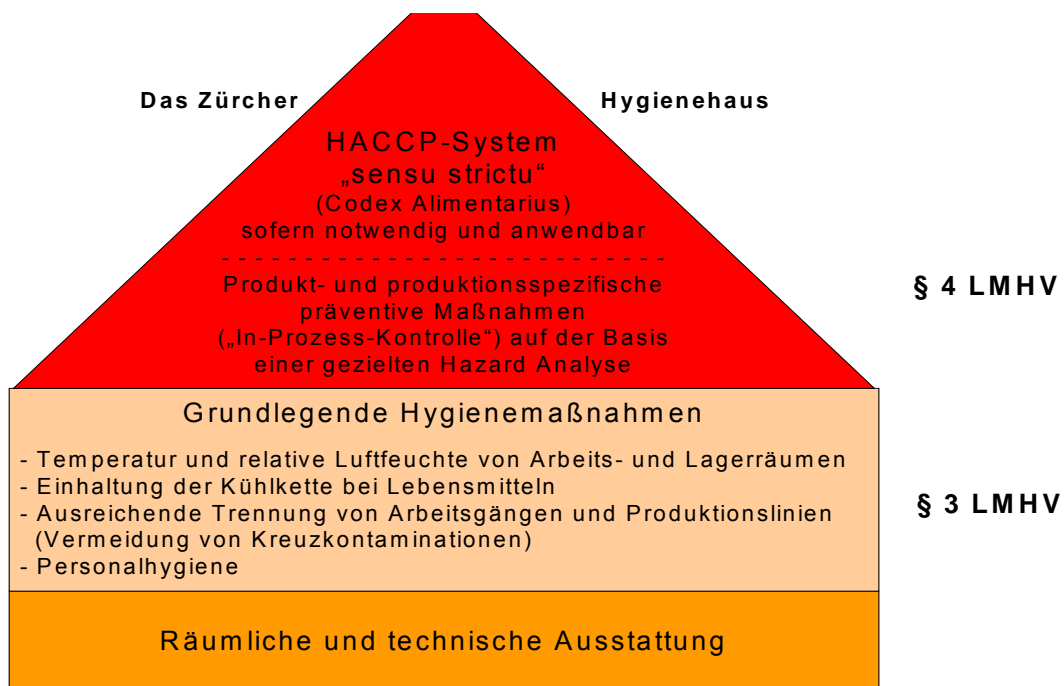 Das Zürcher Hygienehaus
HACCP-System
„sensu strictu“
(Codex Alimentarius)
sofern notwendig und anwendbar
- - - - - - - - - - - - - - - - - - - - - - - - - - - -
Produkt- und produktionsspezifische
präventive Maßnahmen
(„In-Prozess-Kontrolle“) auf der Basis
einer gezielten Hazard Analyse
§ 4 LMHV
Grundlegende Hygienemaßnahmen
- Temperatur und relative Luftfeuchte von Arbeits- und Lagerräumen
- Einhaltung der Kühlkette bei Lebensmitteln
- Ausreichende Trennung von Arbeitsgängen und Produktionslinien
(Vermeidung von Kreuzkontaminationen)
- Personalhygiene
§ 3 LMHV
Räumliche und technische Ausstattung